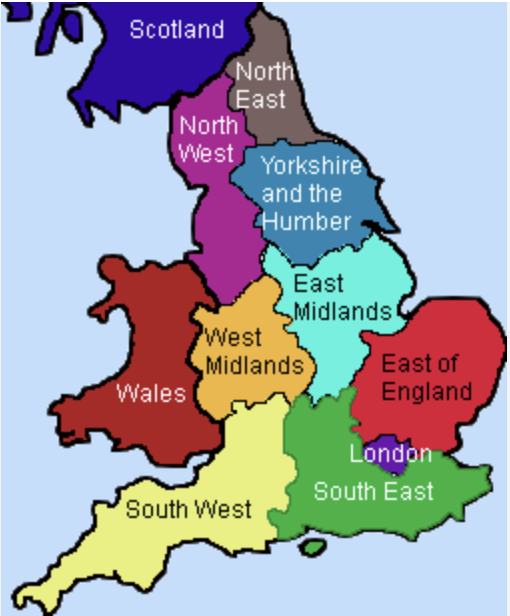 Scotland
North
East
North
West
Yorkshire
and the
Humber
East
Midlands
West
Midlands
East of
England
Wales
London
South East
South West